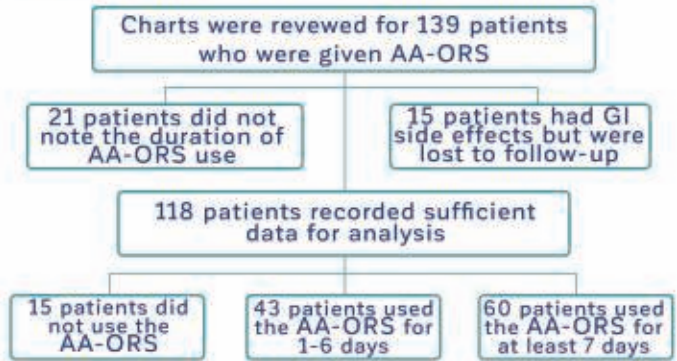 Charts were revewed for 139 patients
who were given AA-ORS
21 patients did not
note the duration of
AA-ORS use
15 patients had GI
side effects but were
lost to follow-up
118 patients recorded sufficient
data for analysis
15 patients did
not use the
AA-ORS
43 patients used
the AA-ORS for
1-6 days
60 patients used
the AA-ORS for
at least 7 days